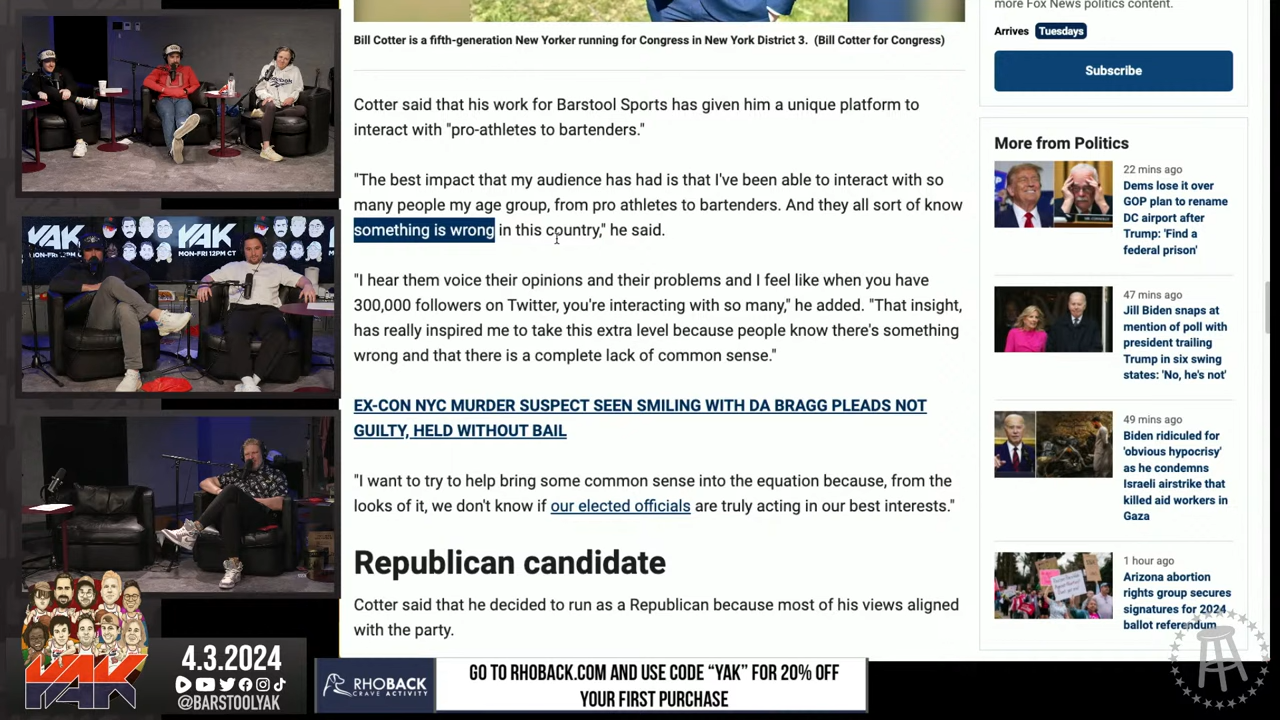 Bill Cotter is a fifth-generation New Yorker running for Congress in New York District 3. (Bill Cotter for Congress)
Cotter said that his work for Barstool Sports has given him a unique platform to
interact with "pro-athletes to bartenders."
"The best impact that my audience has had is that I've been able to interact with so
many people my age group, from pro athletes to bartenders. And they all sort of know
something is wrong in this country," he said.
"I hear them voice their opinions and their problems and I feel like when you have
300,000 followers on Twitter, you're interacting with so many," he added. "That insight,
has really inspired me to take this extra level because people know there's something
wrong and that there is a complete lack of common sense."
EX-CON NYC MURDER SUSPECT SEEN SMILING WITH DA BRAGG PLEADS NOT
GUILTY, HELD WITHOUT BAIL
"I want to try to help bring some common sense into the equation because, from the
looks of it, we don't know if our elected officials are truly acting in our best interests."
Republican candidate
Cotter said that he decided to run as a Republican because most of his views aligned
with the party.
more Fox News politics content.
Arrives Tuesdays
Subscribe
More from Politics
22 mins ago
Dems lose it over
GOP plan to rename
DC airport after
Trump: 'Find a
federal prison'
47 mins ago
Jill Biden snaps at
mention of poll with
president trailing
Trump in six swing
states: 'No, he's not'
49 mins ago
Biden ridiculed for
'obvious hypocrisy'
as he condemns
Israeli airstrike that
killed aid workers in
Gaza
1 hour ago
Arizona abortion
rights group secures
signatures for 2024
ballot referendum
MON-FRI 12PM CT
MON-FRI 12PM CT
YAK
4.3.2024
@BARSTOOLYAK
RHOBACK
CRAVE ACTIVITY
GO TO RHOBACK.COM AND USE CODE “YAK” FOR 20% OFF
YOUR FIRST PURCHASE